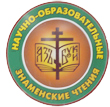 НАУЧНО-ОБРАЗОВАТЕЛЬНЫЕ
ЗНАМЕНСКИЕ ЧТЕНИЯ